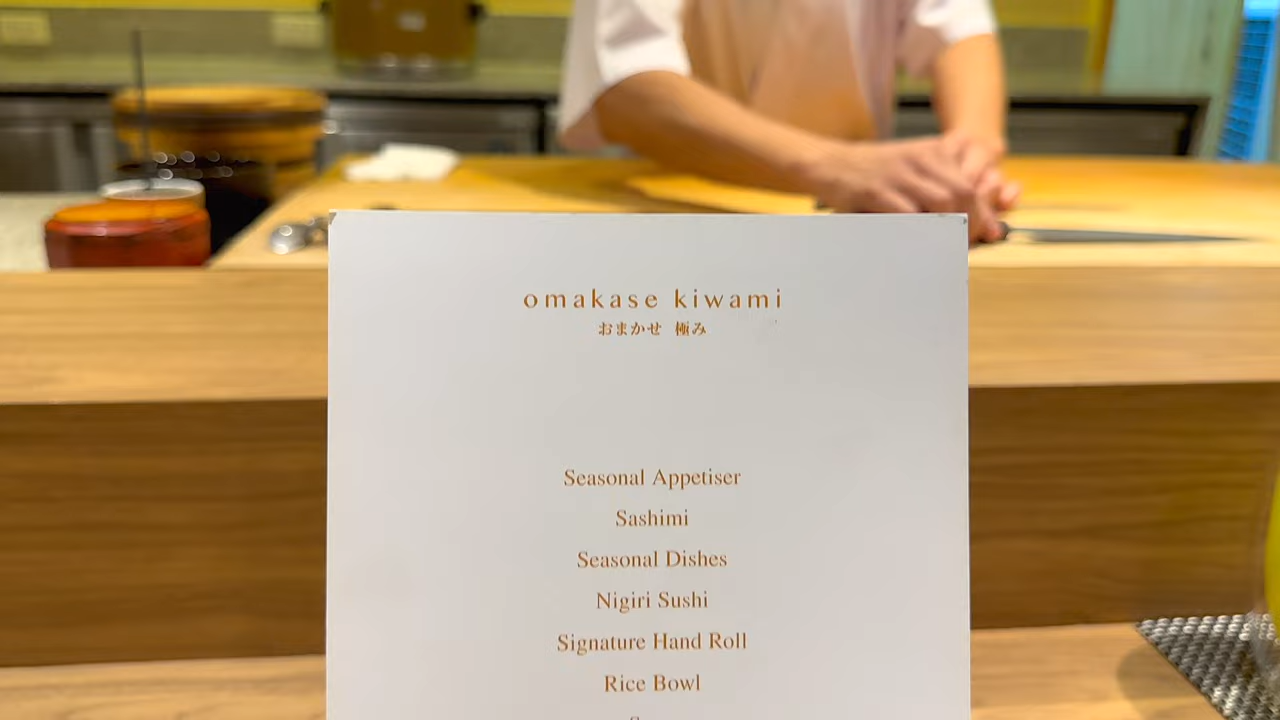 omakase kiwami
おまかせ 極み
Seasonal Appetiser
Sashimi
Seasonal Dishes
Nigiri Sushi
Signature Hand Roll
Rice Bowl